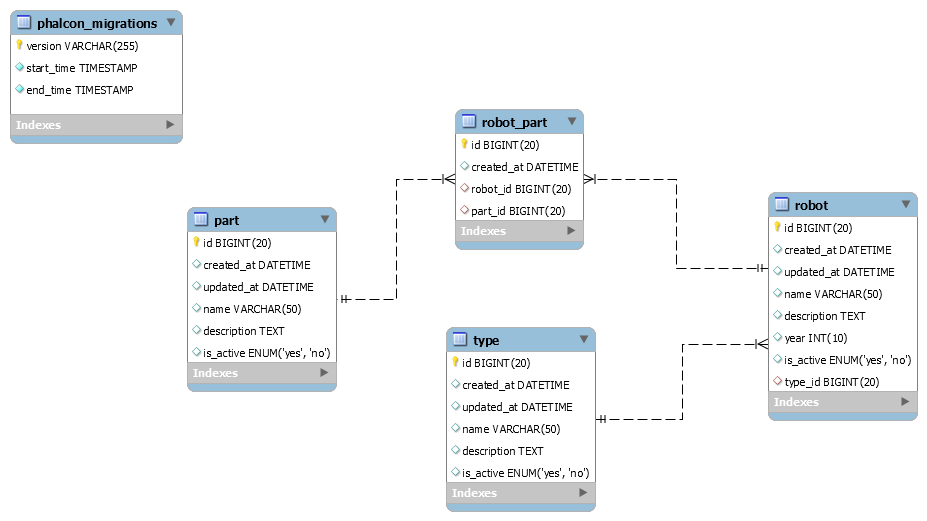 phalcon_migrations
version VARCHAR(255)
start_time TIMESTAMP
end_time TIMESTAMP
Indexes
robot_part
id BIGINT(20)
created_at DATETIME
robot_id BIGINT(20)
part_id BIGINT(20)
Indexes
part
id BIGINT(20)
created_at DATETIME
updated_at DATETIME
name VARCHAR(50)
description TEXT
is_active ENUM('yes', 'no')
Indexes
robot
id BIGINT(20)
created_at DATETIME
updated_at DATETIME
name VARCHAR(50)
description TEXT
year INT(10)
is_active ENUM('yes', 'no')
type_id BIGINT(20)
Indexes
type
id BIGINT(20)
created_at DATETIME
updated_at DATETIME
name VARCHAR(50)
description TEXT
is_active ENUM('yes', 'no')
Indexes